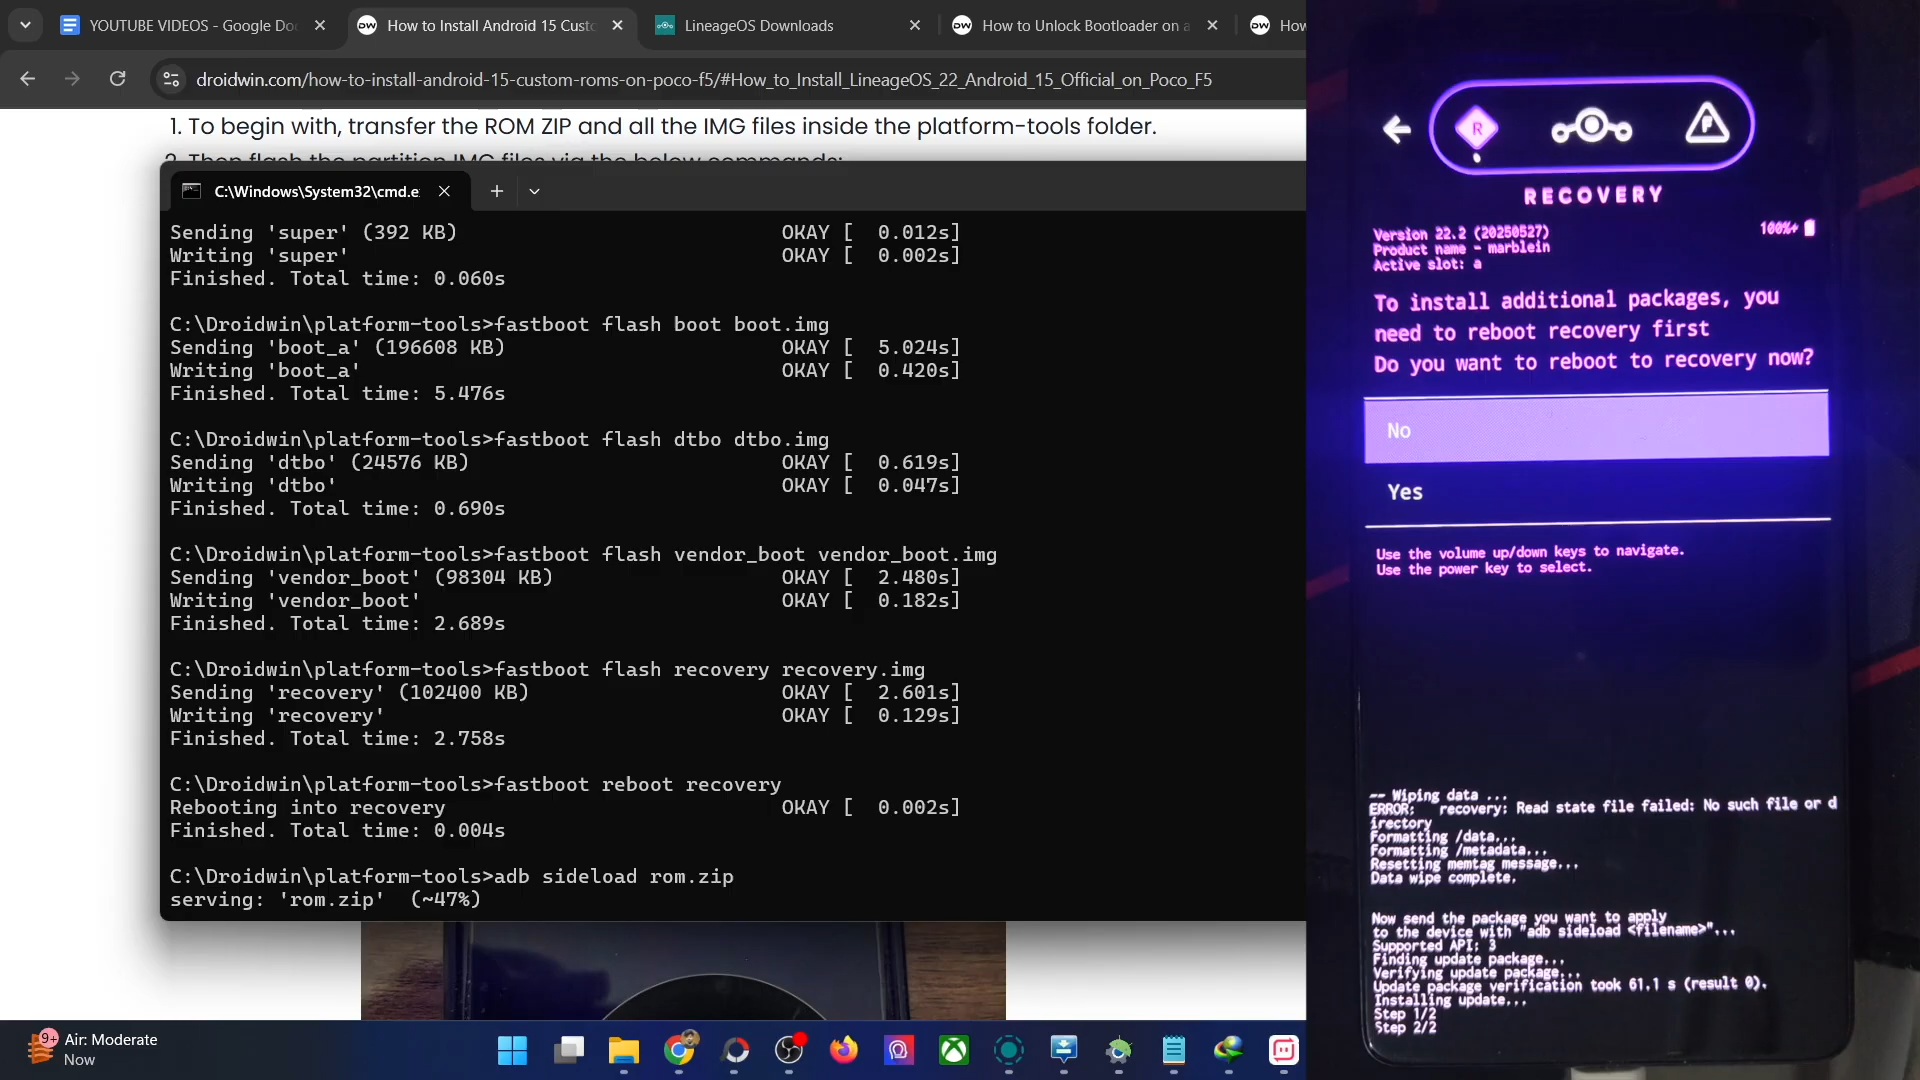 YOUTUBE VIDEOS - Google Do
How to Install Android 15 Custo
LineageOS Downloads
How to Unlock Bootloader on a
How
droidwin.com/how-to-install-android-15-custom-roms-on-poco-f5/#How_to_Install_LineageOS_22_Android_15_Official_on_Poco_F5
1. To begin with, transfer the ROM ZIP and all the IMG files inside the platform-tools folder.
2. Then flash the partition IMG files via the below commands:
C:\Windows\System32\cmd.e
Sending 'super' (392 KB) OKAY [ 0.012s]
Writing 'super' OKAY [ 0.002s]
Finished. Total time: 0.060s
C:\Droidwin\platform-tools>fastboot flash boot boot.img
Sending 'boot_a' (196608 KB) OKAY [ 5.024s]
Writing 'boot_a' OKAY [ 0.420s]
Finished. Total time: 5.476s
C:\Droidwin\platform-tools>fastboot flash dtbo dtbo.img
Sending 'dtbo' (24576 KB) OKAY [ 0.619s]
Writing 'dtbo' OKAY [ 0.047s]
Finished. Total time: 0.690s
C:\Droidwin\platform-tools>fastboot flash vendor_boot vendor_boot.img
Sending 'vendor_boot' (98304 KB) OKAY [ 2.480s]
Writing 'vendor_boot' OKAY [ 0.182s]
Finished. Total time: 2.689s
C:\Droidwin\platform-tools>fastboot flash recovery recovery.img
Sending 'recovery' (102400 KB) OKAY [ 2.601s]
Writing 'recovery' OKAY [ 0.129s]
Finished. Total time: 2.758s
C:\Droidwin\platform-tools>fastboot reboot recovery
Rebooting into recovery OKAY [ 0.002s]
Finished. Total time: 0.004s
C:\Droidwin\platform-tools>adb sideload rom.zip
serving: 'rom.zip' (~47%)
9+
Air: Moderate
Now
R
RECOVERY
Version 22.2 (20250527)
100%+
Product name - marblein
Active slot: a
To install additional packages, you
need to reboot recovery first
Do you want to reboot to recovery now?
No
Yes
Use the volume up/down keys to navigate.
Use the power key to select.
-- Wiping data ...
ERROR: recovery: Read state file failed: No such file or d
irectory
Formatting /data...
Formatting /metadata...
Resetting memtag message...
Data wipe complete.
Now send the package you want to apply
to the device with "adb sideload <filename>"...
Supported API: 3
Finding update package...
Verifying update package...
Update package verification took 61.1 s (result 0).
Installing update...
Step 1/2
Step 2/2